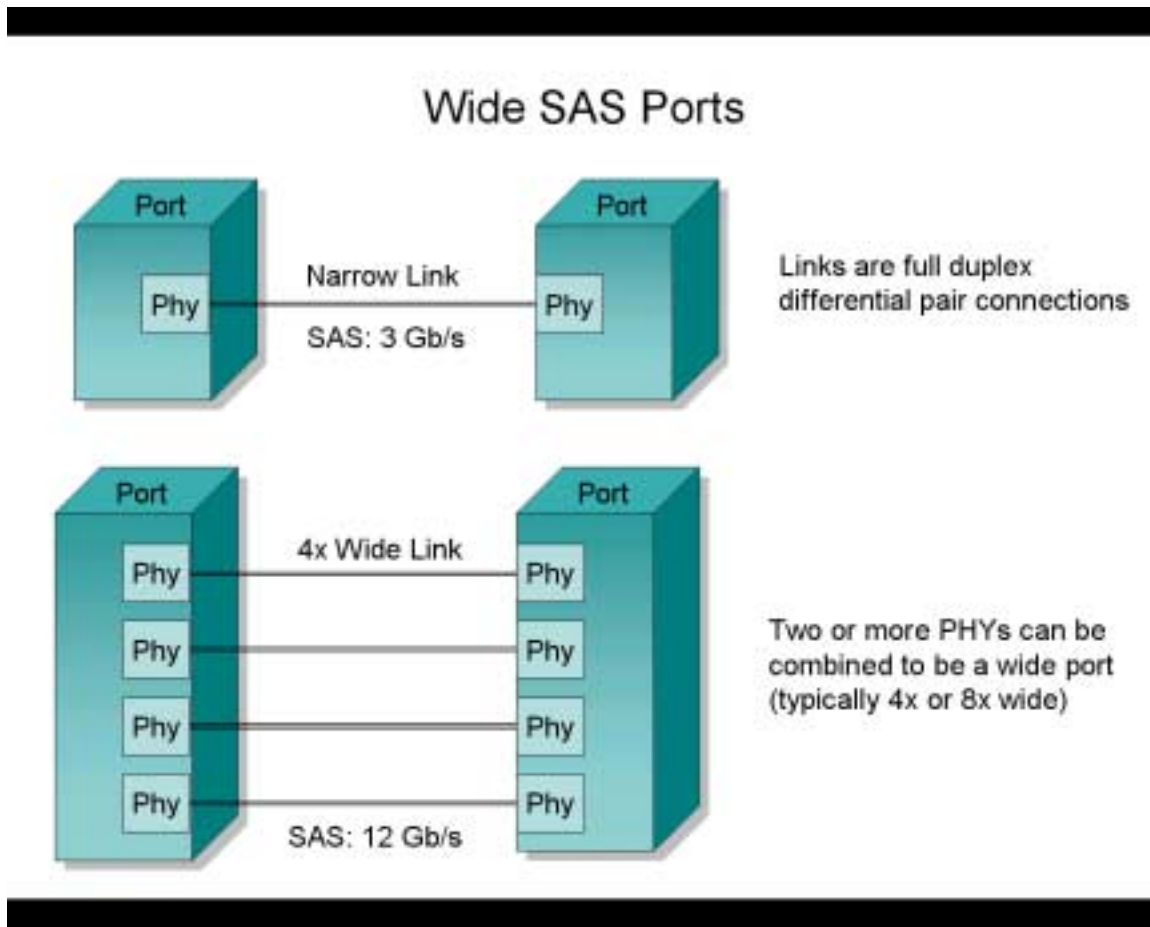 Wide SAS Ports
Port
Port
Phy
Narrow Link
SAS: 3 Gb/s
Phy
Links are full duplex
differential pair connections
Port
Port
4x Wide Link
Phy
Phy
Phy
Phy
Phy
Phy
Phy
Phy
SAS: 12 Gb/s
Two or more PHYs can be
combined to be a wide port
(typically 4x or 8x wide)